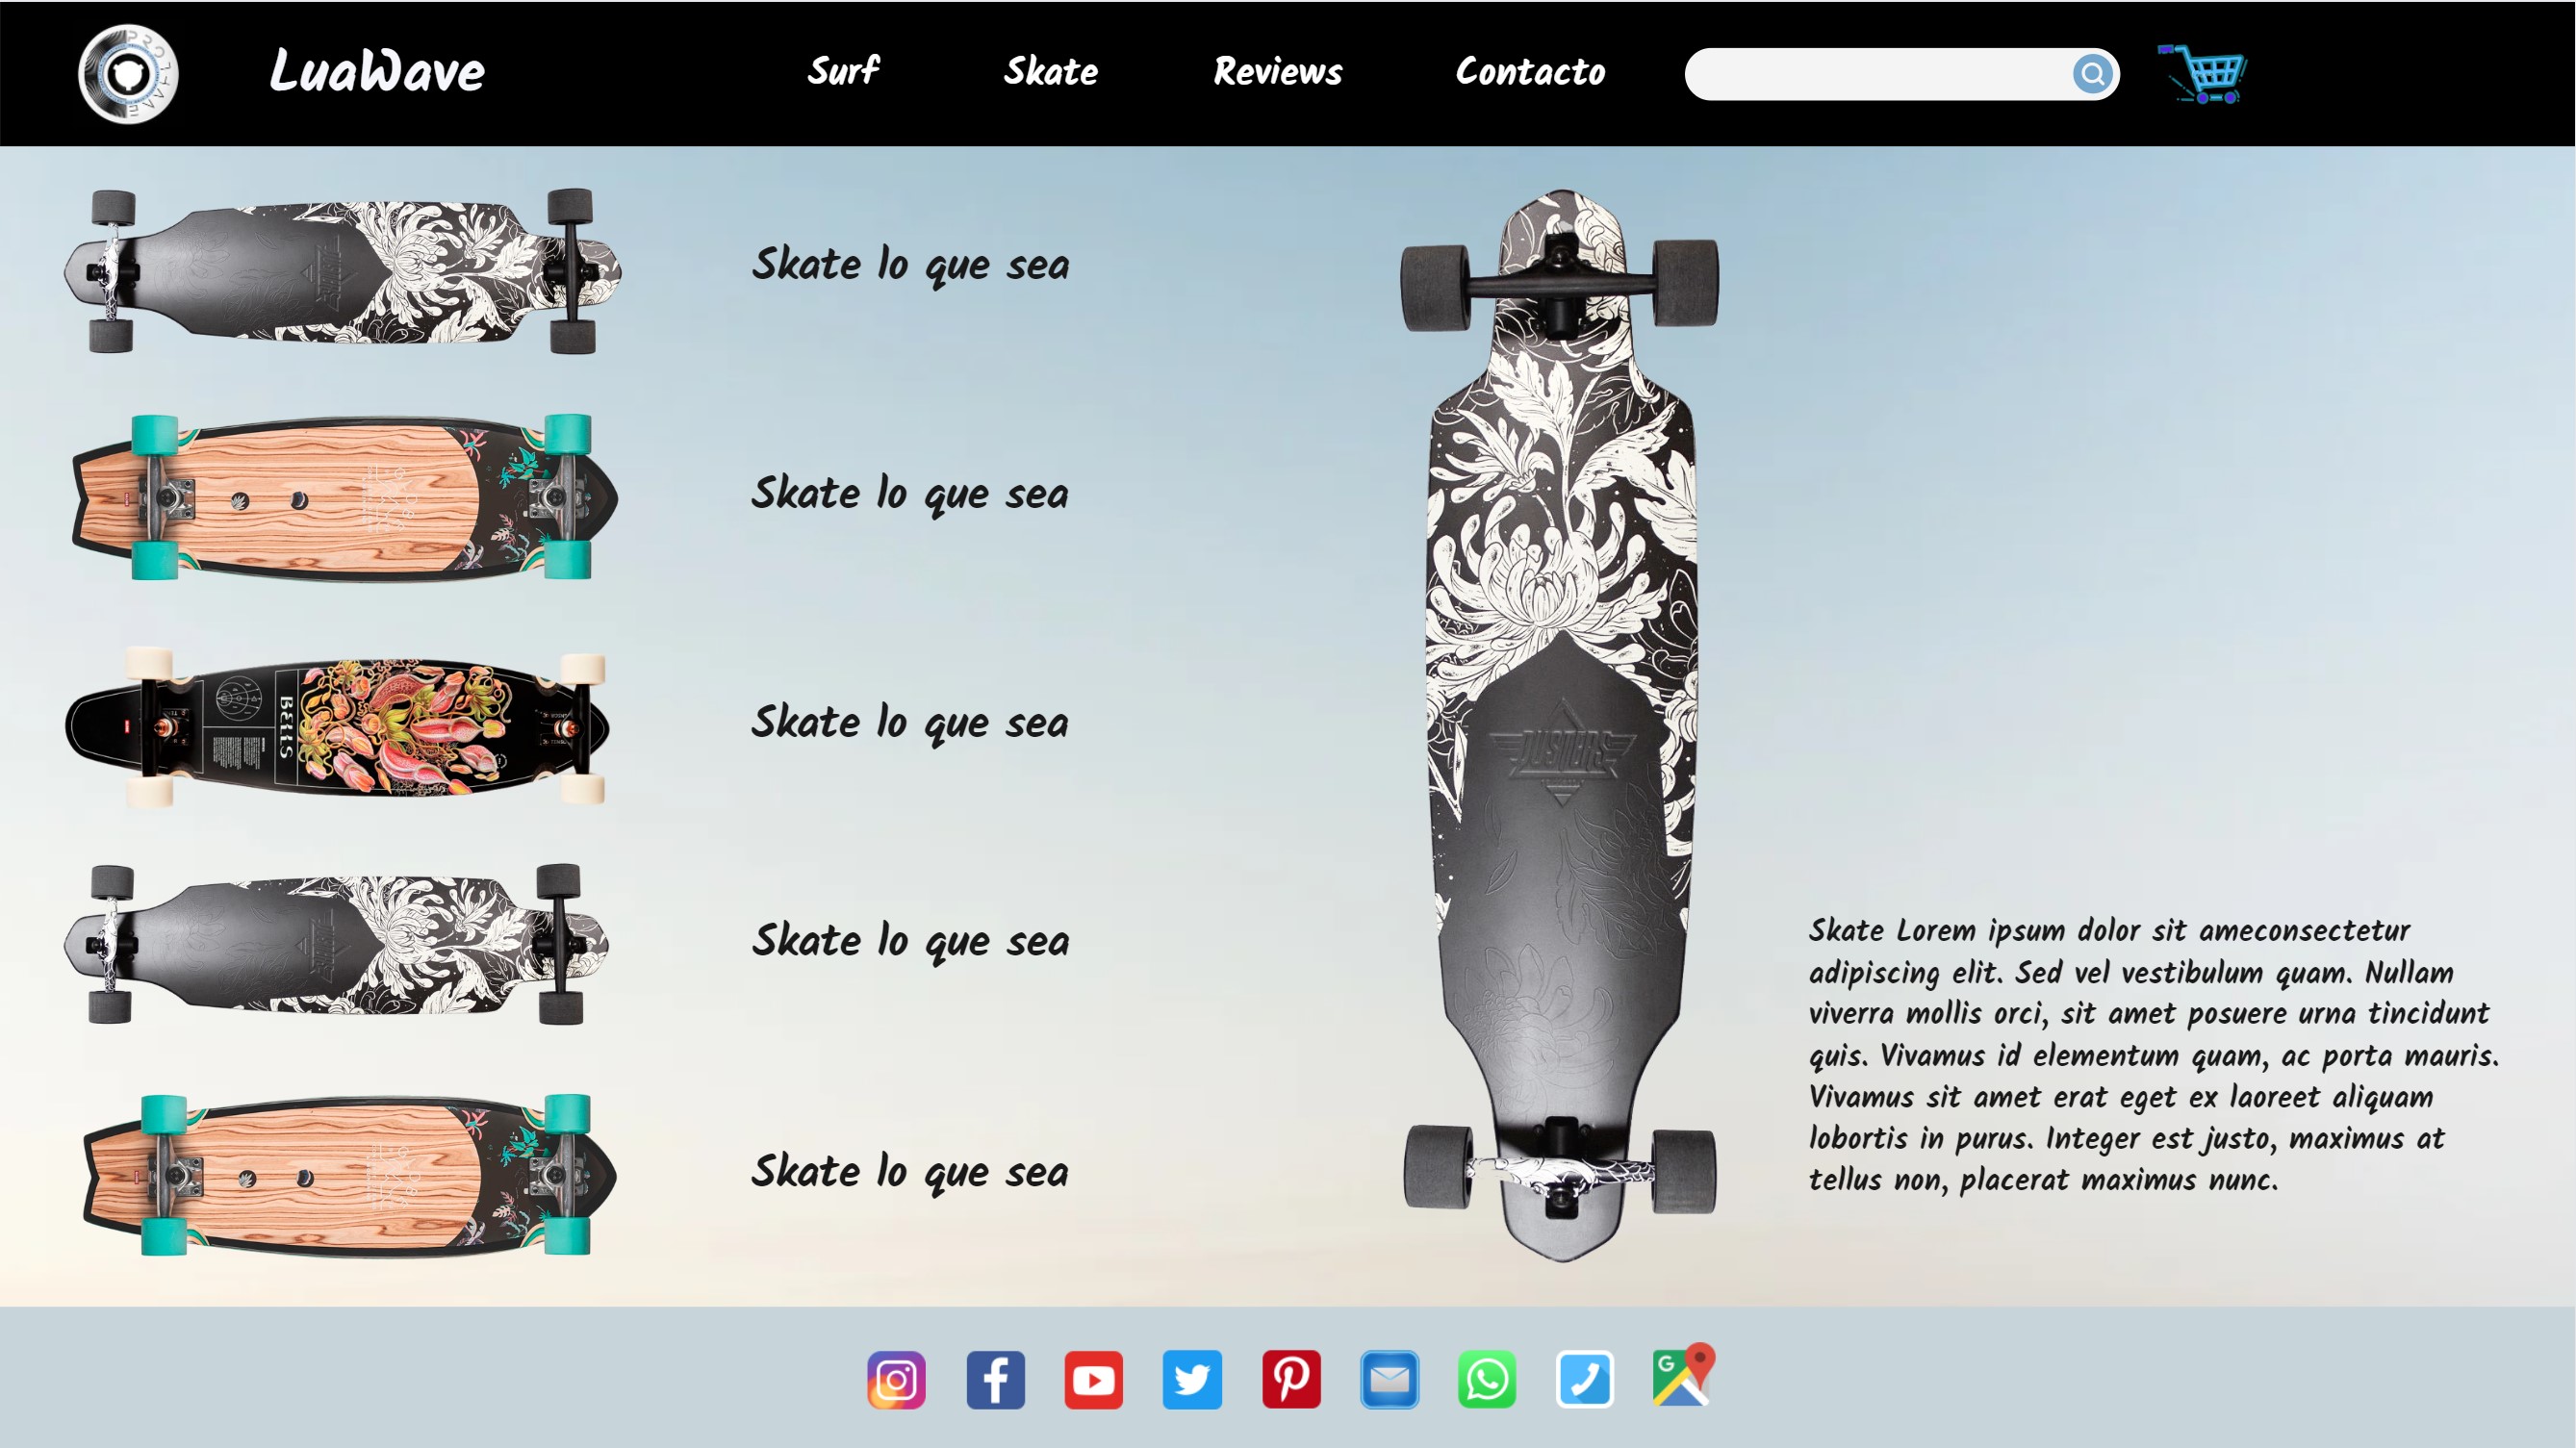 LuaWave
Surf
Skate
Reviews
Contacto
Skate lo que sea
Skate lo que sea
Skate lo que sea
Skate lo que sea
Skate lo que sea
DUSTERS
Skate Lorem ipsum dolor sit ameconsectetur
adipiscing elit. Sed vel vestibulum quam. Nullam
viverra mollis orci, sit amet posuere urna tincidunt
quis. Vivamus id elementum quam, ac porta mauris.
Vivamus sit amet erat eget ex laoreet aliquam
lobortis in purus. Integer est justo, maximus at
tellus non, placerat maximus nunc.